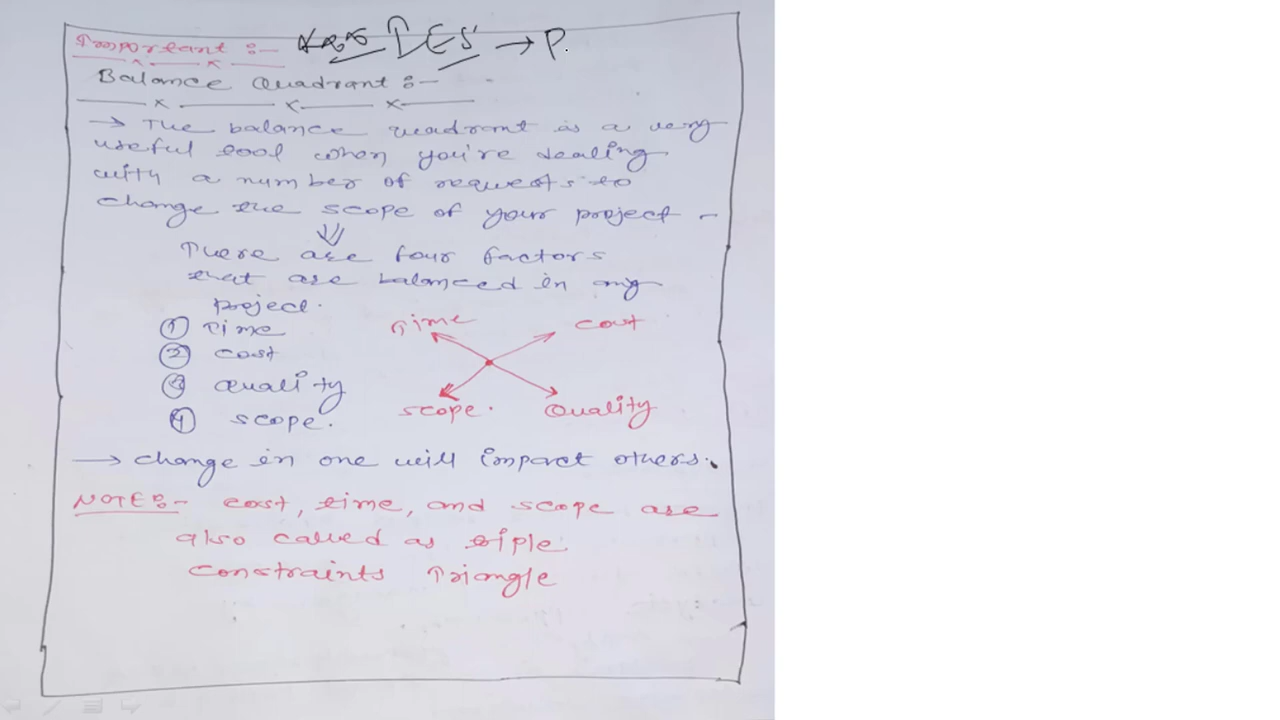 Important :-
DES → P.
Balance Quadrant :-
→ The balance quadrant is a very
useful tool when you're dealing
with a number of requests to
change the scope of your project -
There are four factors
that are balanced in any
project.
① Time
② cost
③ Quality
④ scope.
Time cost
scope. Quality
→ change in one will impact others.
NOTE:- cost, time, and scope are
also called as triple
constraints Triangle